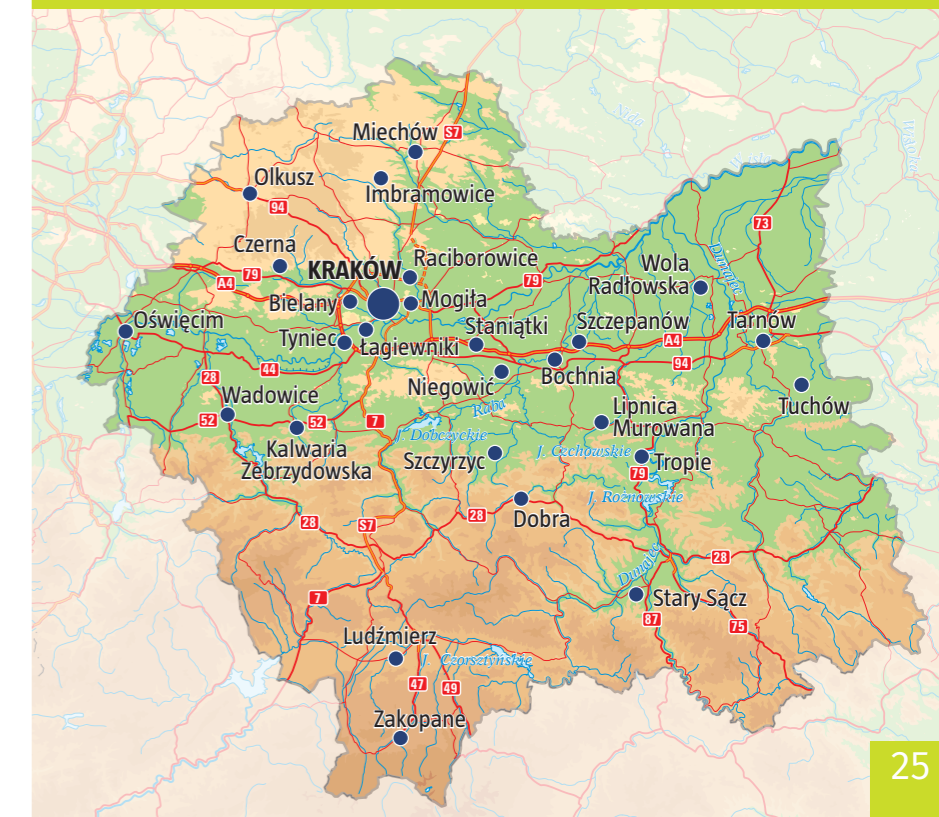 Nida
Miechów
S7
Olkusz
Imbramowice
94
73
Czerna
Raciborowice
Wola
Radłowska
Dunajec
KRAKÓW
79
79
A4
Bielany
Mogiła
Oświęcim
Staniątki
Szczepanów
Tarnów
Tyniec
Łagiewniki
A4
94
44
28
Niegowić
Bochnia
Wadowice
Tuchów
Raba
Lipnica
Murowana
52
52
7
J. Dobczyckie
Kalwaria
Zebrzydowska
Szczyrzyc
J. Czchowskie
Tropie
79
J. Rożnowskie
28
S7
28
Dobra
28
Dunajec
7
Stary Sącz
87
75
Ludźmierz
J. Czorsztyńskie
47
49
Zakopane
25